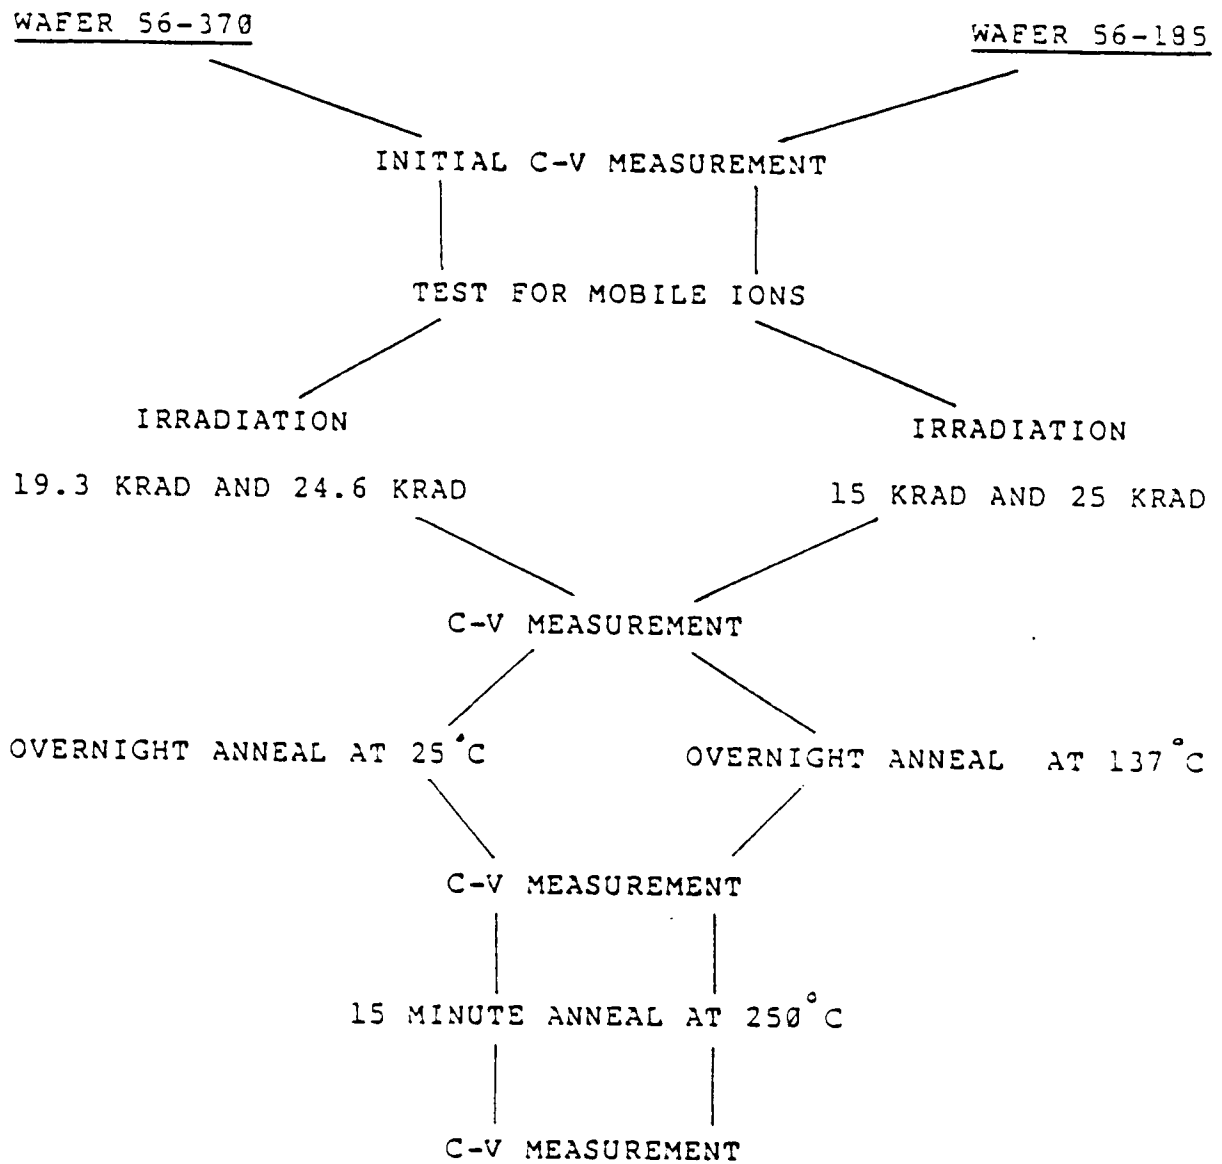 WAFER 56-370
WAFER 56-185
INITIAL C-V MEASUREMENT
TEST FOR MOBILE IONS
IRRADIATION
IRRADIATION
19.3 KRAD AND 24.6 KRAD
15 KRAD AND 25 KRAD
C-V MEASUREMENT
OVERNIGHT ANNEAL AT 25°C
OVERNIGHT ANNEAL AT 137°C
C-V MEASUREMENT
15 MINUTE ANNEAL AT 250°C
C-V MEASUREMENT